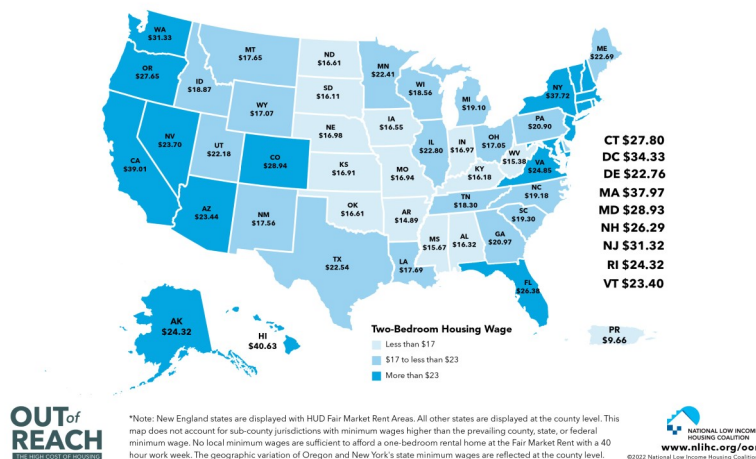 WA
$31.33
OR
$27.65
CA
$39.01
NV
$23.70
ID
$18.87
MT
$17.65
WY
$17.07
UT
$22.18
CO
$28.94
AZ
$23.44
NM
$17.56
ND
$16.61
SD
$16.11
NE
$16.98
KS
$16.91
OK
$16.61
TX
$22.54
MN
$22.41
IA
$16.55
MO
$16.94
AR
$14.89
LA
$17.69
WI
$18.56
IL
$22.80
MI
$19.10
IN
$16.97
OH
$17.05
KY
$16.18
TN
$18.30
MS
$15.67
AL
$16.32
GA
$20.97
FL
$26.38
SC
$19.30
NC
$19.18
VA
$24.85
WV
$15.38
PA
$20.90
NY
$37.72
ME
$22.69
CT $27.80
DC $34.33
DE $22.76
MA $37.97
MD $28.93
NH $26.29
NJ $31.32
RI $24.32
VT $23.40
AK
$24.32
HI
$40.63
PR
$9.66
Two-Bedroom Housing Wage
Less than $17
$17 to less than $23
More than $23
OUT of
REACH
THE HIGH COST OF HOUSING
*Note: New England states are displayed with HUD Fair Market Rent Areas. All other states are displayed at the county level. This
map does not account for sub-county jurisdictions with minimum wages higher than the prevailing county, state, or federal
minimum wage. No local minimum wages are sufficient to afford a one-bedroom rental home at the Fair Market Rent with a 40
hour work week. The geographic variation of Oregon and New York's state minimum wages are reflected at the county level.
NATIONAL LOW INCOME
HOUSING COALITION
www.nlihc.org/oor
©2022 National Low Income Housing Coalition